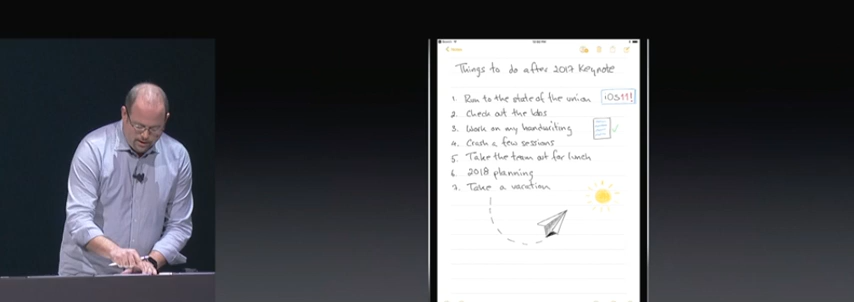 Notes
Things to do after 2017 Keynote
1. Run to the state of the union
iOS11!
2. Check out the labs
3. Work on my handwriting
4. Crash a few sessions
5. Take the team out for lunch
6. 2018 planning
7. Take a vacation